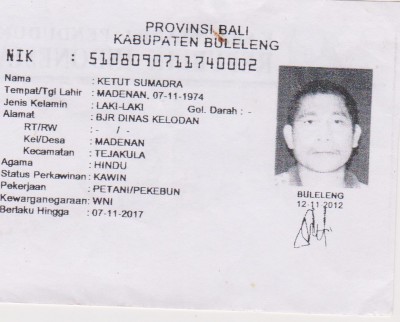 PROVINSI BALI
KABUPATEN BULELENG
NIK : 5106090711740002
Nama : KETUT SUMADRA
Tempat/Tgl Lahir : MADENAN, 07-11-1974
Jenis Kelamin : LAKI-LAKI Gol. Darah : -
Alamat : BJR DINAS KELODAN
RT/RW : - / -
Kel/Desa : MADENAN
Kecamatan : TEJAKULA
Agama : HINDU
Status Perkawinan : KAWIN
Pekerjaan : PETANI/PEKEBUN
Kewarganegaraan : WNI
Berlaku Hingga : 07-11-2017
BULELENG
12-11-2012